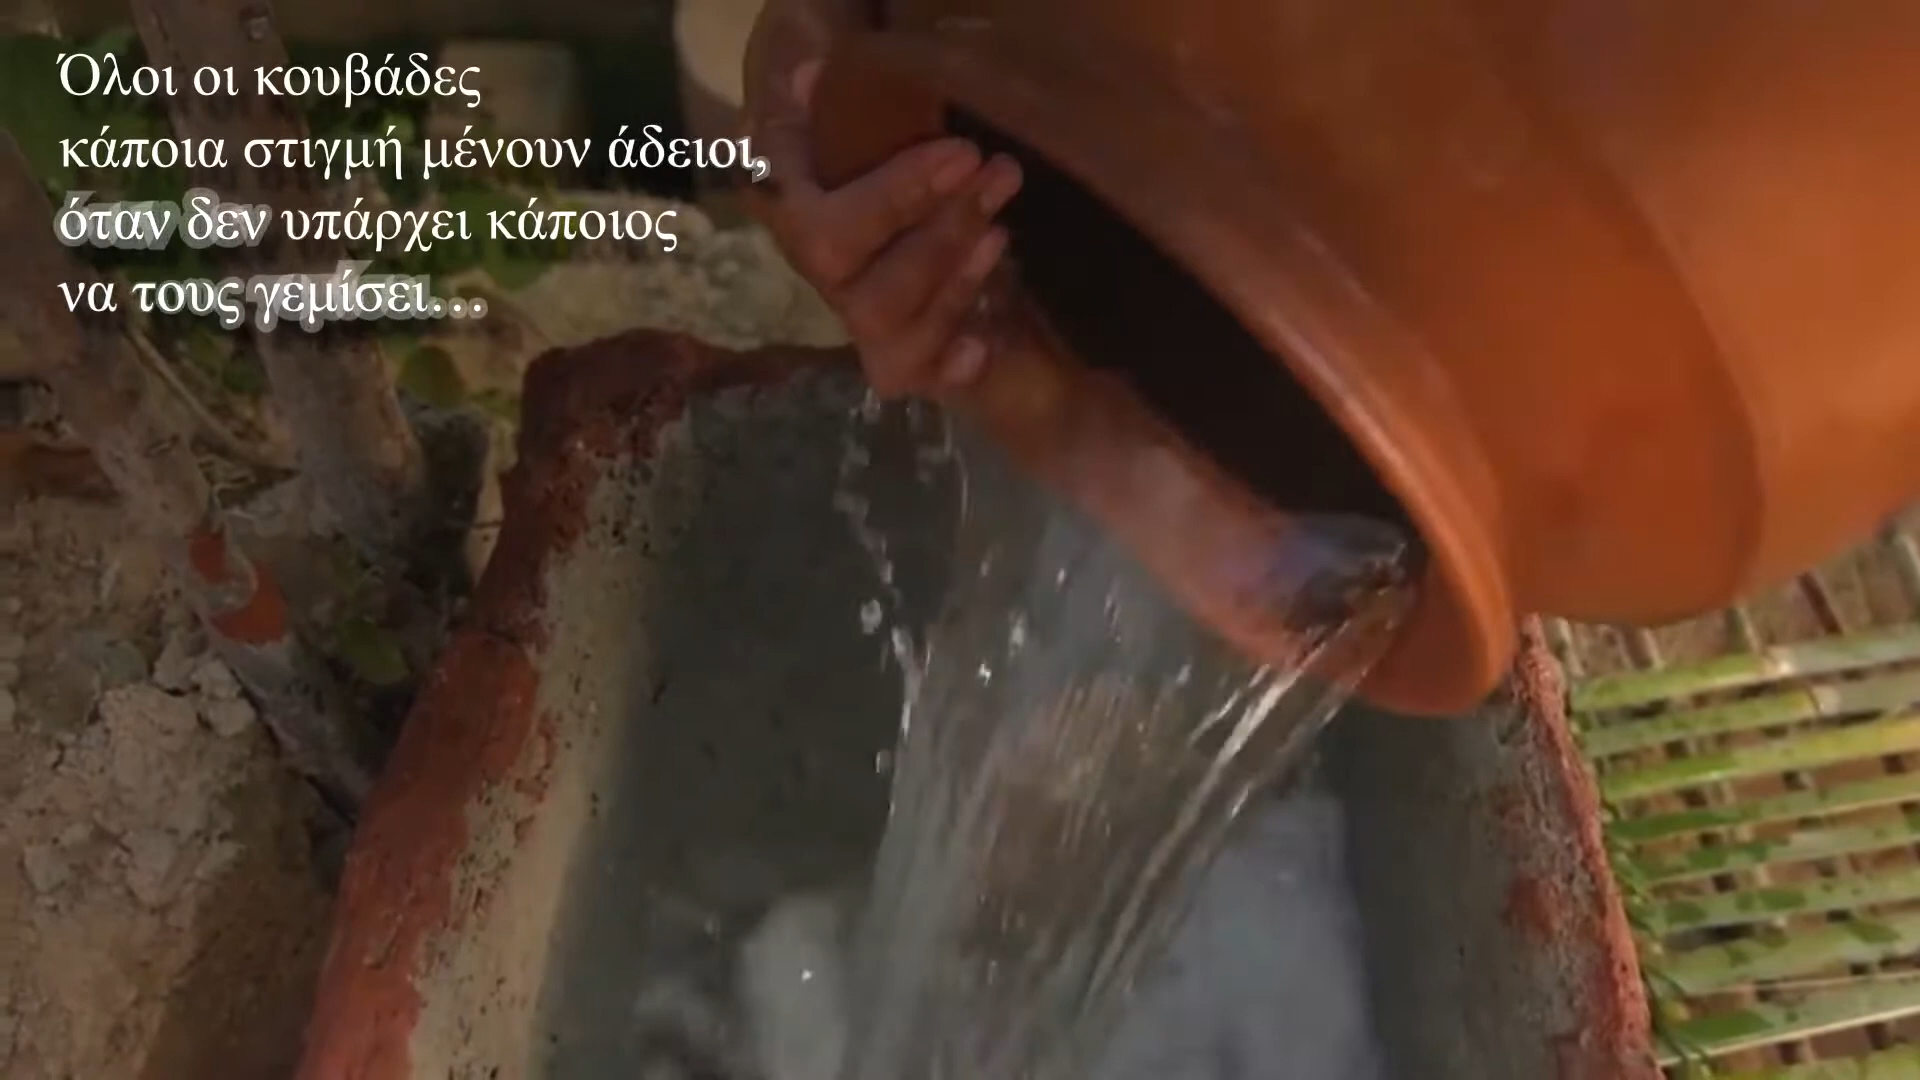 Όλοι οι κουβάδες
κάποια στιγμή μένουν άδειοι,
όταν δεν υπάρχει κάποιος
να τους γεμίσει...